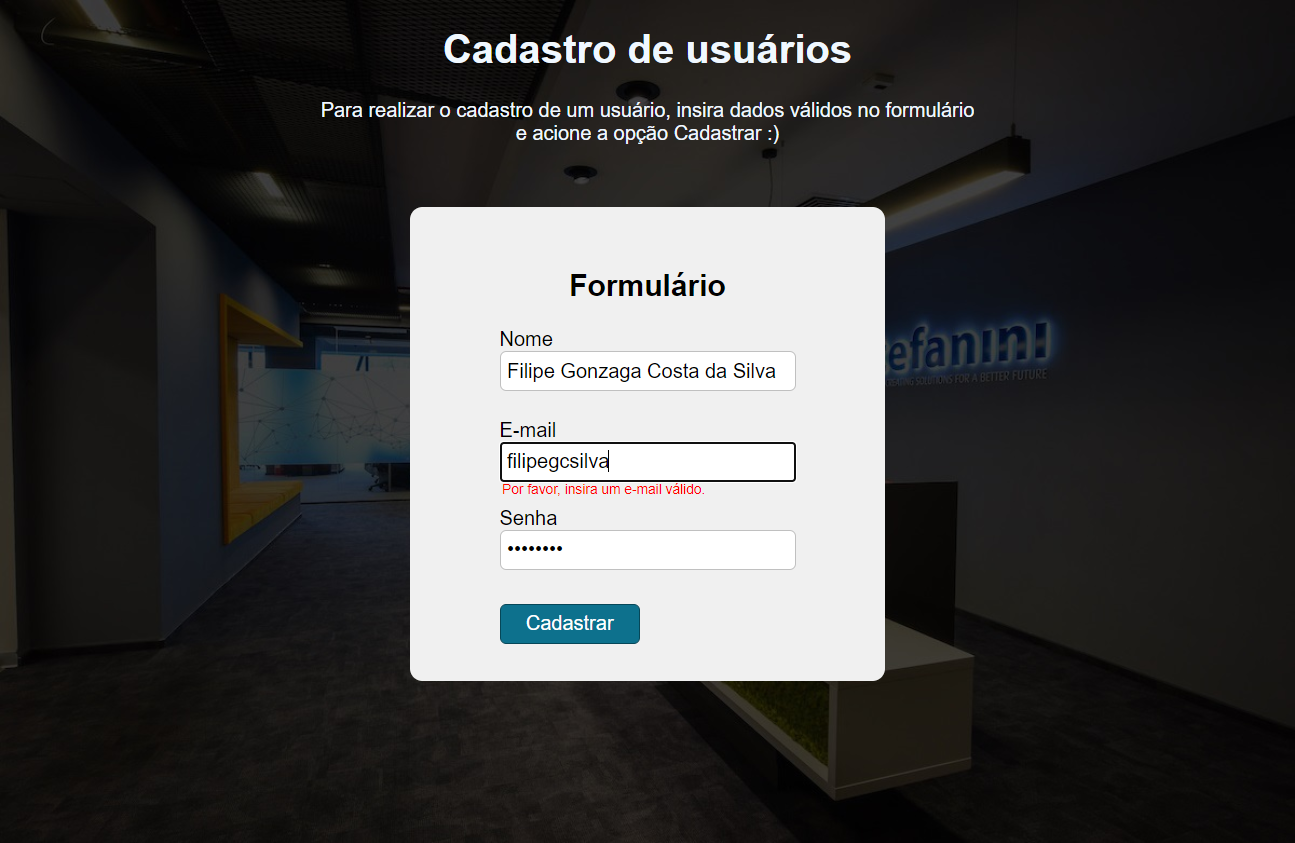 Cadastro de usuários
Para realizar o cadastro de um usuário, insira dados válidos no formulário
e acione a opção Cadastrar :)
Formulário
Nome
Filipe Gonzaga Costa da Silva
E-mail
filipegcsilva
Por favor, insira um e-mail válido.
Senha
••••••••
Cadastrar
efanini
EATING SOLUTIONS FOR A BETTER FUTURE